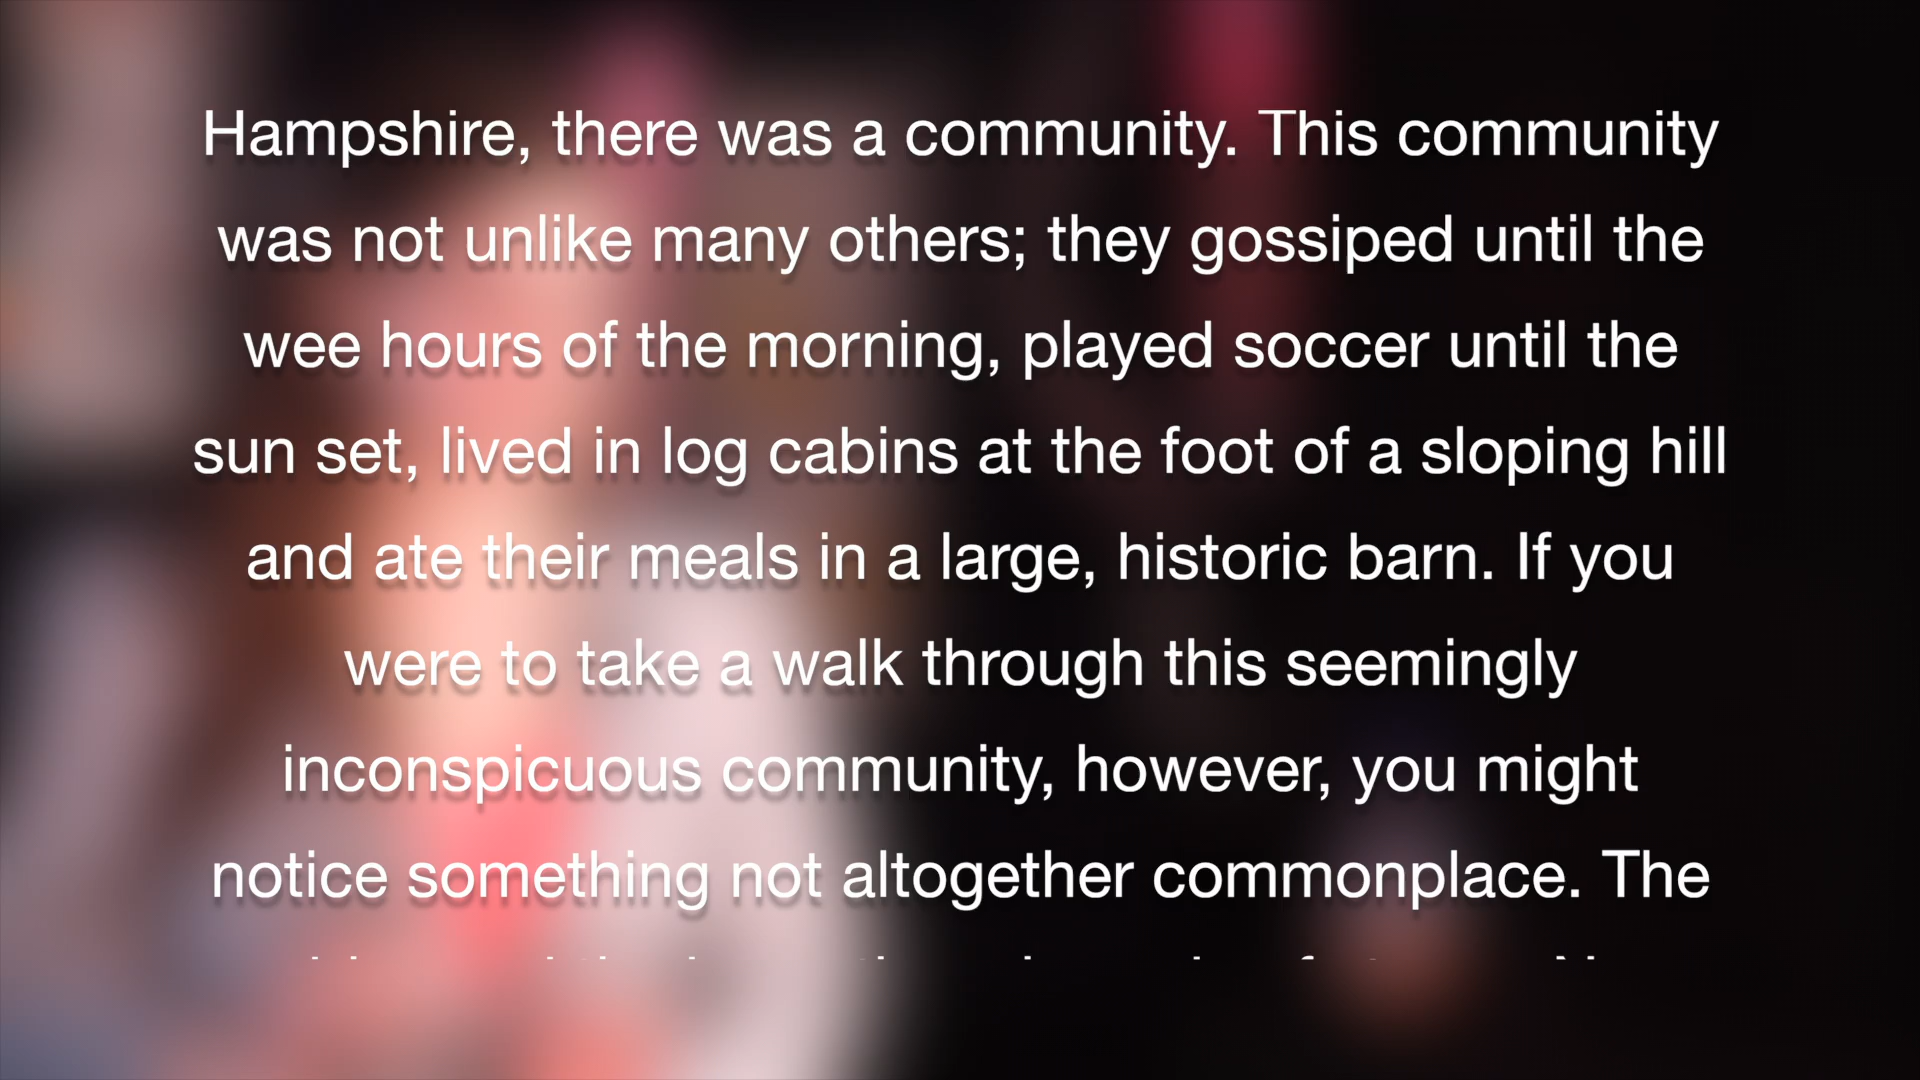 Hampshire, there was a community. This community
was not unlike many others; they gossiped until the
wee hours of the morning, played soccer until the
sun set, lived in log cabins at the foot of a sloping hill
and ate their meals in a large, historic barn. If you
were to take a walk through this seemingly
inconspicuous community, however, you might
notice something not altogether commonplace. The